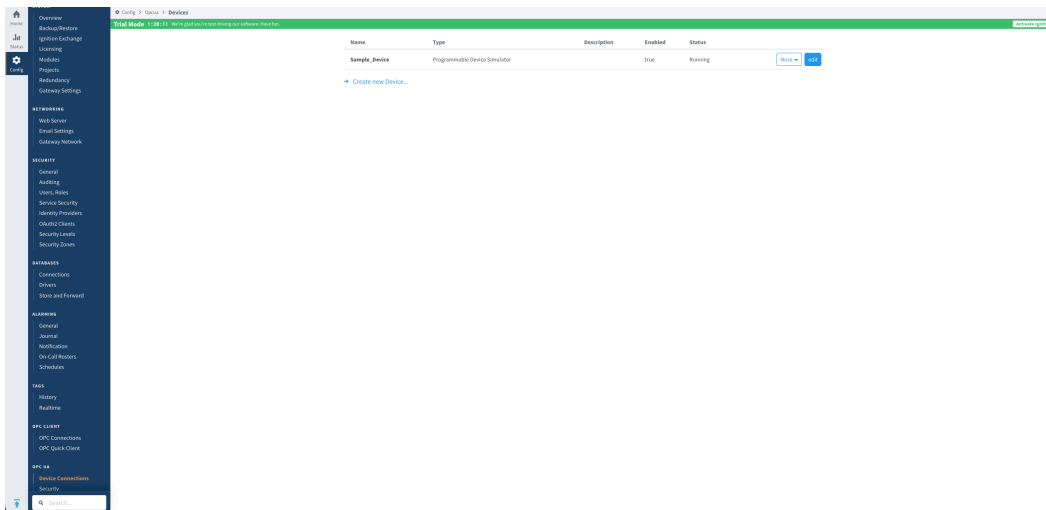 Home
Status
Config
Overview
Backup/Restore
Ignition Exchange
Licensing
Modules
Projects
Redundancy
Gateway Settings
NETWORKING
Web Server
Email Settings
Gateway Network
SECURITY
General
Auditing
Users, Roles
Service Security
Identity Providers
OAuth2 Clients
Security Levels
Security Zones
DATABASES
Connections
Drivers
Store and Forward
ALARMING
General
Journal
Notification
On-Call Rosters
Schedules
TAGS
History
Realtime
OPC CLIENT
OPC Connections
OPC Quick Client
OPC UA
Device Connections
Security
Search...
Config > Opcua > Devices
Trial Mode 1:28:11 We're glad you're test driving our software. Have fun.
Activate Ignit
Name Type Description Enabled Status
Sample_Device Programmable Device Simulator true Running More edit
→ Create new Device...